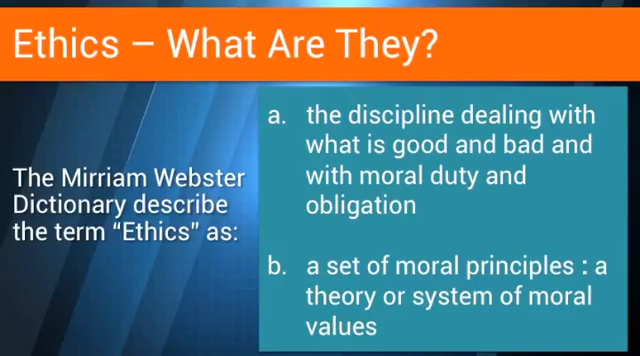 Ethics – What Are They?
The Mirriam Webster
Dictionary describe
the term “Ethics” as:
a. the discipline dealing with
what is good and bad and
with moral duty and
obligation
b. a set of moral principles : a
theory or system of moral
values